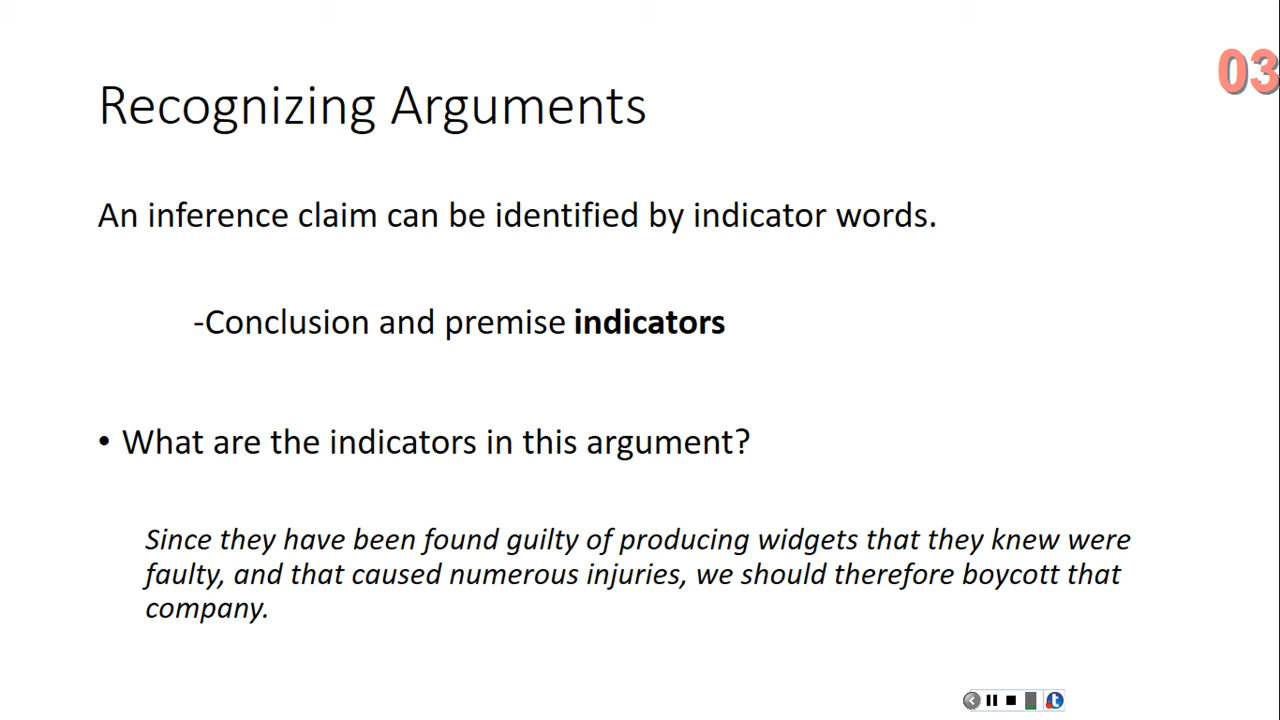 03
Recognizing Arguments
An inference claim can be identified by indicator words.
-Conclusion and premise indicators
• What are the indicators in this argument?
Since they have been found guilty of producing widgets that they knew were
faulty, and that caused numerous injuries, we should therefore boycott that
company.
t